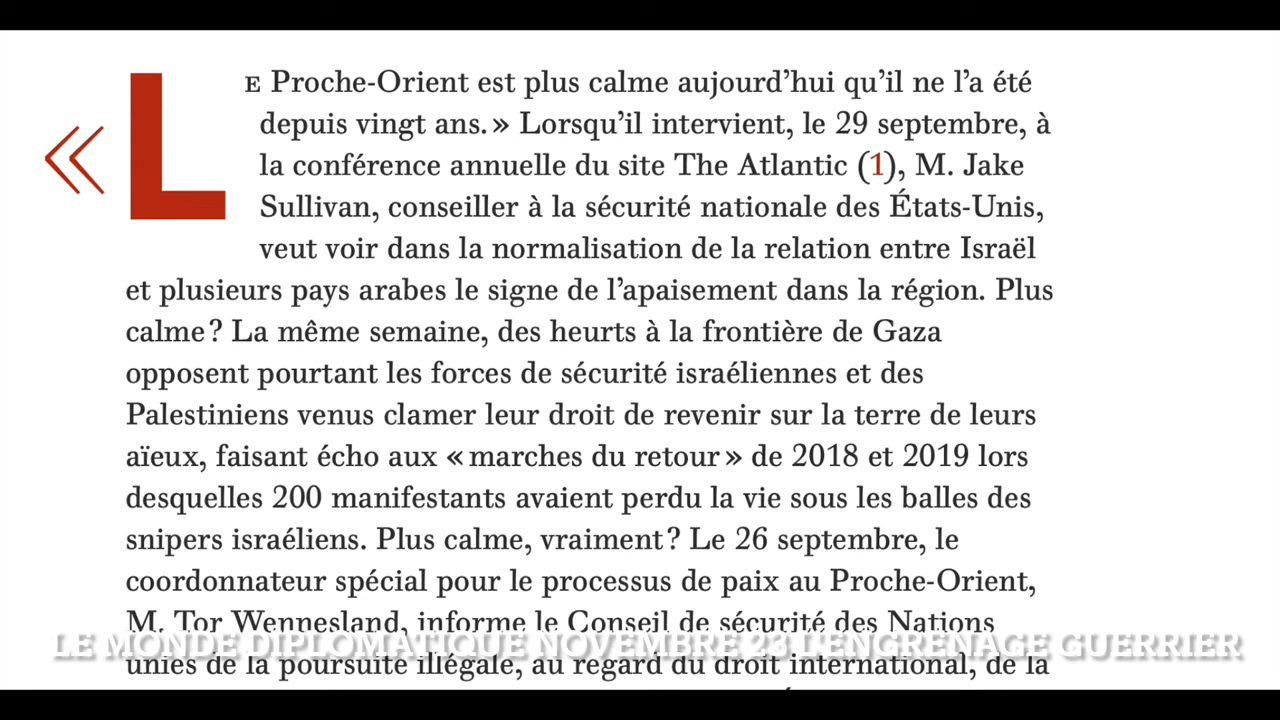 « LE Proche-Orient est plus calme aujourd’hui qu’il ne l’a été
depuis vingt ans. » Lorsqu’il intervient, le 29 septembre, à
la conférence annuelle du site The Atlantic (1), M. Jake
Sullivan, conseiller à la sécurité nationale des États-Unis,
veut voir dans la normalisation de la relation entre Israël
et plusieurs pays arabes le signe de l’apaisement dans la région. Plus
calme ? La même semaine, des heurts à la frontière de Gaza
opposent pourtant les forces de sécurité israéliennes et des
Palestiniens venus clamer leur droit de revenir sur la terre de leurs
aïeux, faisant écho aux « marches du retour » de 2018 et 2019 lors
desquelles 200 manifestants avaient perdu la vie sous les balles des
snipers israéliens. Plus calme, vraiment ? Le 26 septembre, le
coordonnateur spécial pour le processus de paix au Proche-Orient,
M. Tor Wennesland, informe le Conseil de sécurité des Nations
LE MONDE DIPLOMATIQUE NOVEMBRE 23 L'ENGRENAGE GUERRIER
unies de la poursuite illégale, au regard du droit international, de la